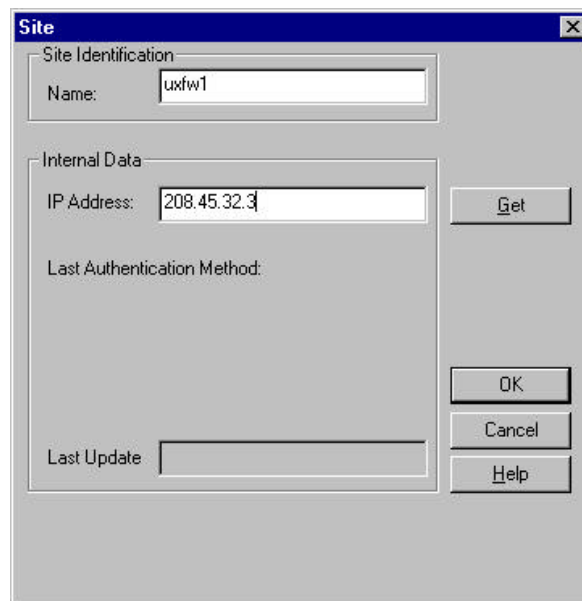 Site
Site Identification
Name: uxfw1
Internal Data
IP Address: 208.45.32.3
Get
Last Authentication Method:
OK
Cancel
Last Update
Help